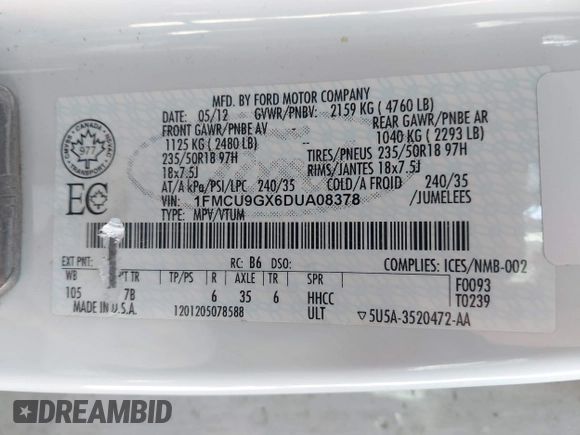 MFD. BY FORD MOTOR COMPANY
DATE: 05/12 GVWR/PNBV: 2159 KG ( 4760 LB)
FRONT GAWR/PNBE AV REAR GAWR/PNBE AR
1125 KG ( 2480 LB) 1040 KG ( 2293 LB)
235/50R18 97H TIRES/PNEUS 235/50R18 97H
18x7.5J RIMS/JANTES 18x7.5J
AT/A kPa/PSI/LPC 240/35 COLD/A FROID 240/35
VIN: 1FMCU9GX6DUA08378 /JUMELEES
TYPE: MPV/VTUM
CANADA
977
EC
EXT PNT: RC: B6 DSO: COMPLIES: ICES/NMB-002
WB PT TR TP/PS R AXLE TR SPR F0093
105 7B 6 35 6 HHCC T0239
MADE IN U.S.A. 1201205078588 ULT ▽5U5A-3520472-AA
DREAMBID